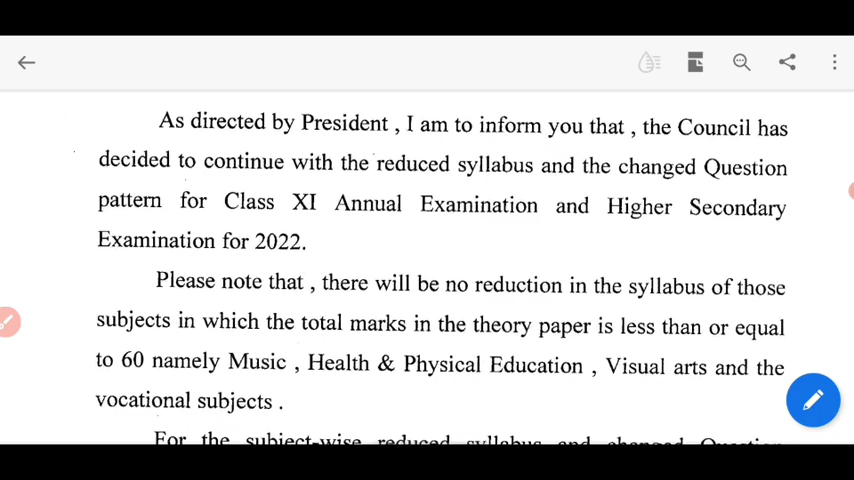 As directed by President , I am to inform you that , the Council has
decided to continue with the reduced syllabus and the changed Question
pattern for Class XI Annual Examination and Higher Secondary
Examination for 2022.
Please note that , there will be no reduction in the syllabus of those
subjects in which the total marks in the theory paper is less than or equal
to 60 namely Music , Health & Physical Education , Visual arts and the
vocational subjects .
For the subject-wise reduced syllabus and changed Question